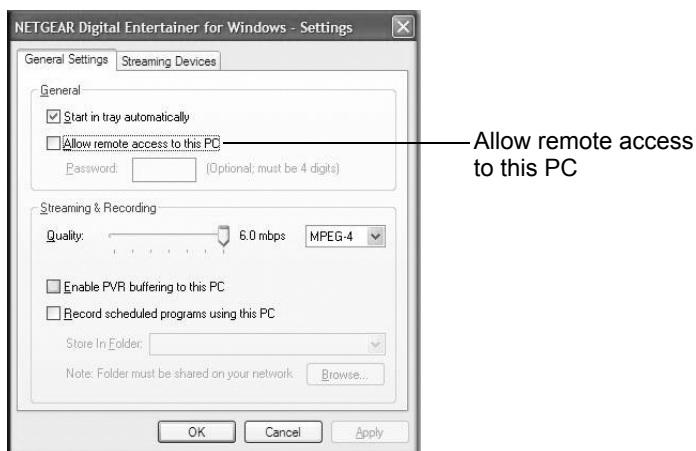 NETGEAR Digital Entertainer for Windows - Settings
General Settings Streaming Devices
General
Start in tray automatically
Allow remote access to this PC
Allow remote access
to this PC
Password: (Optional; must be 4 digits)
Streaming & Recording
Quality: 6.0 mbps MPEG-4
Enable PVR buffering to this PC
Record scheduled programs using this PC
Store In Folder:
Note: Folder must be shared on your network Browse...
OK Cancel Apply